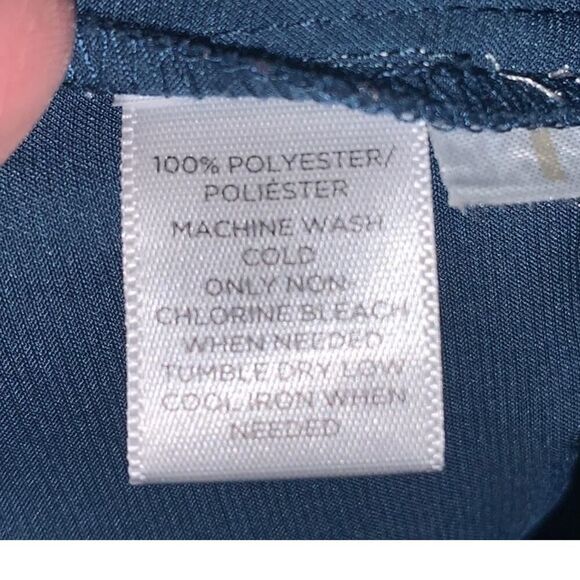 100% POLYESTER/
POLIÉSTER
MACHINE WASH
COLD
ONLY NON-
CHLORINE BLEACH
WHEN NEEDED
TUMBLE DRY LOW
COOL IRON WHEN
NEEDED